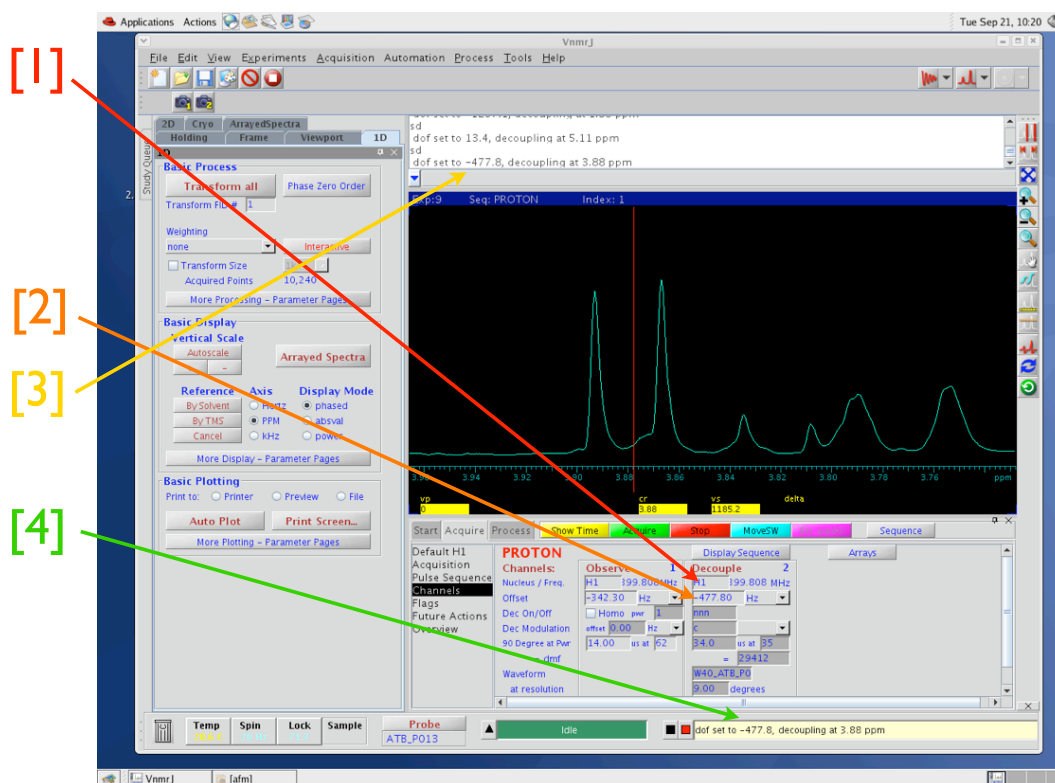 Applications Actions Tue Sep 21, 10:20
VnmrJ
File Edit View Experiments Acquisition Automation Process Tools Help
[1]
[2]
[3]
[4]
2.
Study Queue
2D Cryo ArrayedSpectra
Holding Frame Viewport 1D
1D
Basic Process
Transform all Phase Zero Order
Transform FID # 1
Weighting
none Interactive
Transform Size
Acquired Points 10,240
More Processing - Parameter Pages
Basic Display
Vertical Scale
Autoscale
-
Arrayed Spectra
Reference Axis Display Mode
By Solvent Hertz phased
By TMS PPM absval
Cancel kHz power
More Display - Parameter Pages
Basic Plotting
Print to: Printer Preview File
Auto Plot Print Screen...
More Plotting - Parameter Pages
sd
dof set to 13.4, decoupling at 5.11 ppm
sd
dof set to -477.8, decoupling at 3.88 ppm
Exp:9 Seq: PROTON Index: 1
3.94 3.92 3.90 3.88 3.86 3.84 3.82 3.80 3.78 3.76 ppm
vp cr vs delta
0 3.88 1185.2
Start Acquire Process Show Time Acquire Stop MoveSW Sequence
Default H1
Acquisition
Pulse Sequence
Channels
Flags
Future Actions
Overview
PROTON Display Sequence Arrays
Channels: Observe 1 Decouple 2
Nucleus / Freq. H1 399.808 MHz H1 399.808 MHz
Offset -342.30 Hz -477.80 Hz
Dec On/Off Homo pwr 1 nnn
Dec Modulation offset 0.00 Hz c
90 Degree at Pwr 14.00 us at 62 34.0 us at 35
dmf = 29412
Waveform W40_ATB_P0
at resolution 9.00 degrees
Temp Spin Lock Sample Probe
ATB_P013
Idle
dof set to -477.8, decoupling at 3.88 ppm
VnmrJ [afm]